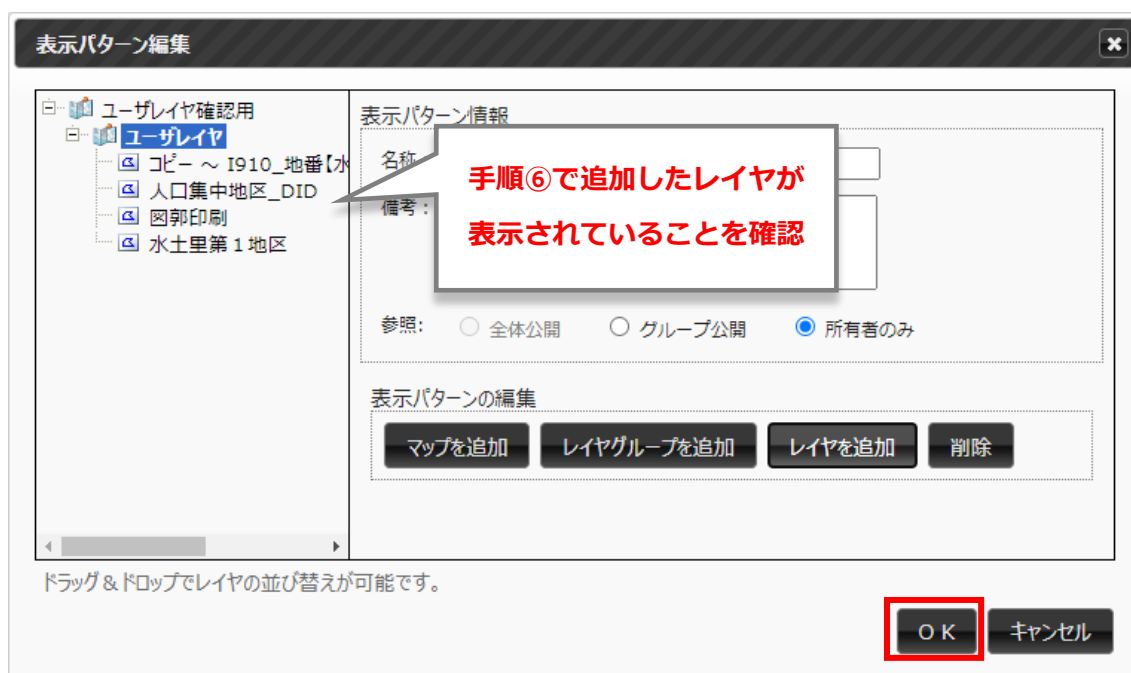 表示パターン編集
ユーザレイヤ確認用
ユーザレイヤ
コピー ～ I910_地番【水
人口集中地区_DID
図郭印刷
水土里第１地区
表示パターン情報
名称
備考：
手順⑥で追加したレイヤが
表示されていることを確認
参照: 全体公開 グループ公開 所有者のみ
表示パターンの編集
マップを追加 レイヤグループを追加 レイヤを追加 削除
ドラッグ＆ドロップでレイヤの並び替えが可能です。
ＯＫ キャンセル